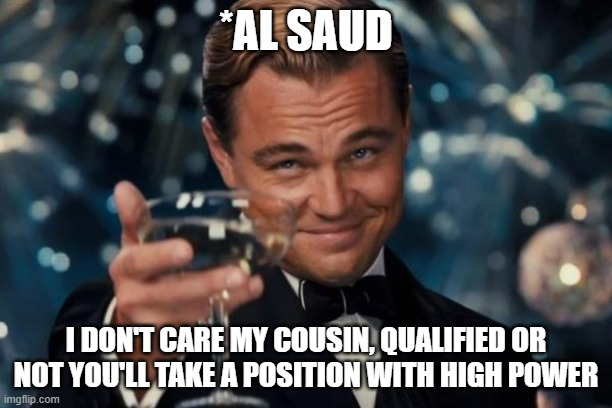 *AL SAUD
I DON'T CARE MY COUSIN, QUALIFIED OR
NOT YOU'LL TAKE A POSITION WITH HIGH POWER
imgflip.com